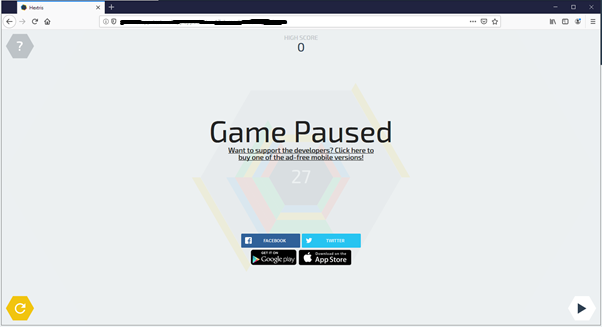 Hextris
?
HIGH SCORE
0
Game Paused
Want to support the developers? Click here to
buy one of the ad-free mobile versions!
27
FACEBOOK
TWITTER
GET IT ON
Google play
Download on the
App Store